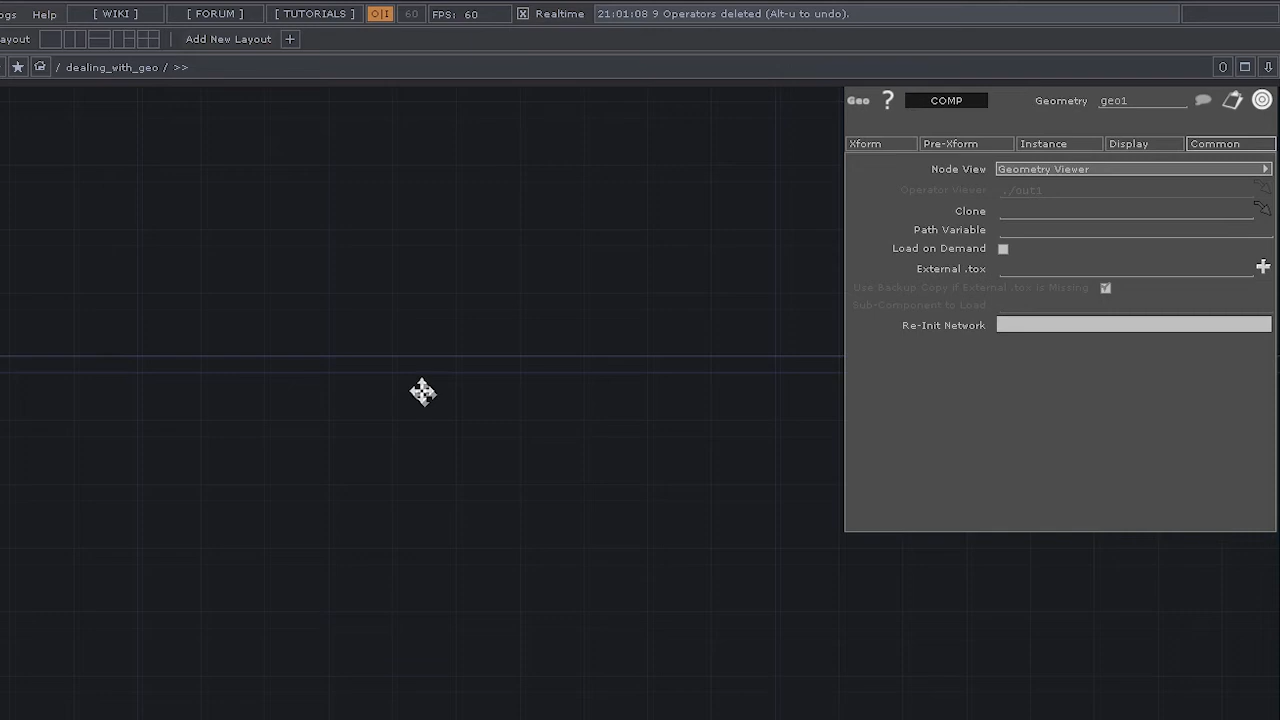 ogs Help [ WIKI ] [ FORUM ] [ TUTORIALS ] O|I 60 FPS: 60 Realtime 21:01:08 9 Operators deleted (Alt-u to undo).
ayout Add New Layout +
/ dealing_with_geo / >> 0
Geo ? COMP Geometry geo1
Xform Pre-Xform Instance Display Common
Node View Geometry Viewer
Operator Viewer ./out1
Clone
Path Variable
Load on Demand
External .tox
Use Backup Copy if External .tox is Missing
Sub-Component to Load
Re-Init Network